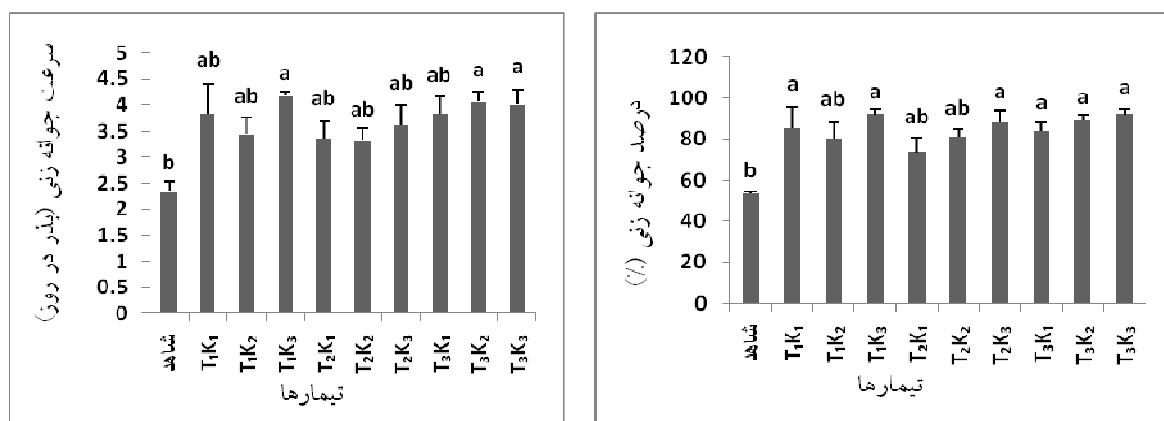 سرعت جوانه زنی (بذر در روز)
5
4.5
4
3.5
3
2.5
2
1.5
1
0.5
0
b
ab
ab
a
ab
ab
ab
ab
a
a
شاهد
T₁K₁
T₁K₂
T₁K₃
T₂K₁
T₂K₂
T₂K₃
T₃K₁
T₃K₂
T₃K₃
تیمارها
درصد جوانه زنی (٪)
120
100
80
60
40
20
0
b
a
ab
a
ab
ab
a
a
a
a
شاهد
T₁K₁
T₁K₂
T₁K₃
T₂K₁
T₂K₂
T₂K₃
T₃K₁
T₃K₂
T₃K₃
تیمارها